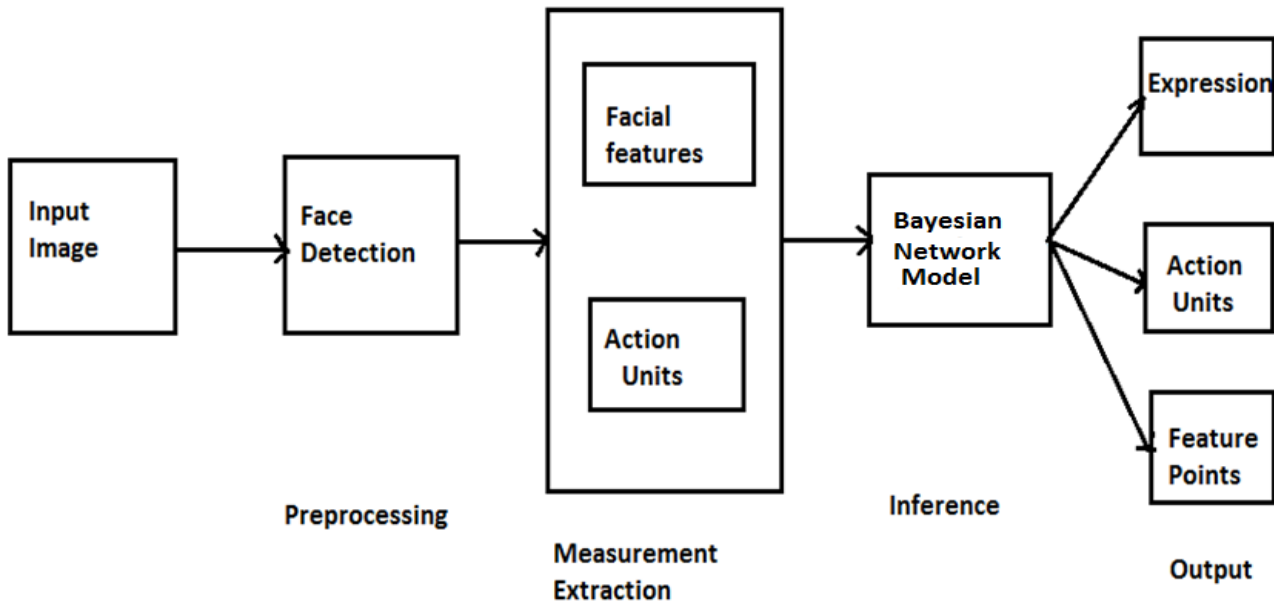 Input
Image
Face
Detection
Facial
features
Action
Units
Bayesian
Network
Model
Expression
Action
Units
Feature
Points
Preprocessing
Measurement
Extraction
Inference
Output